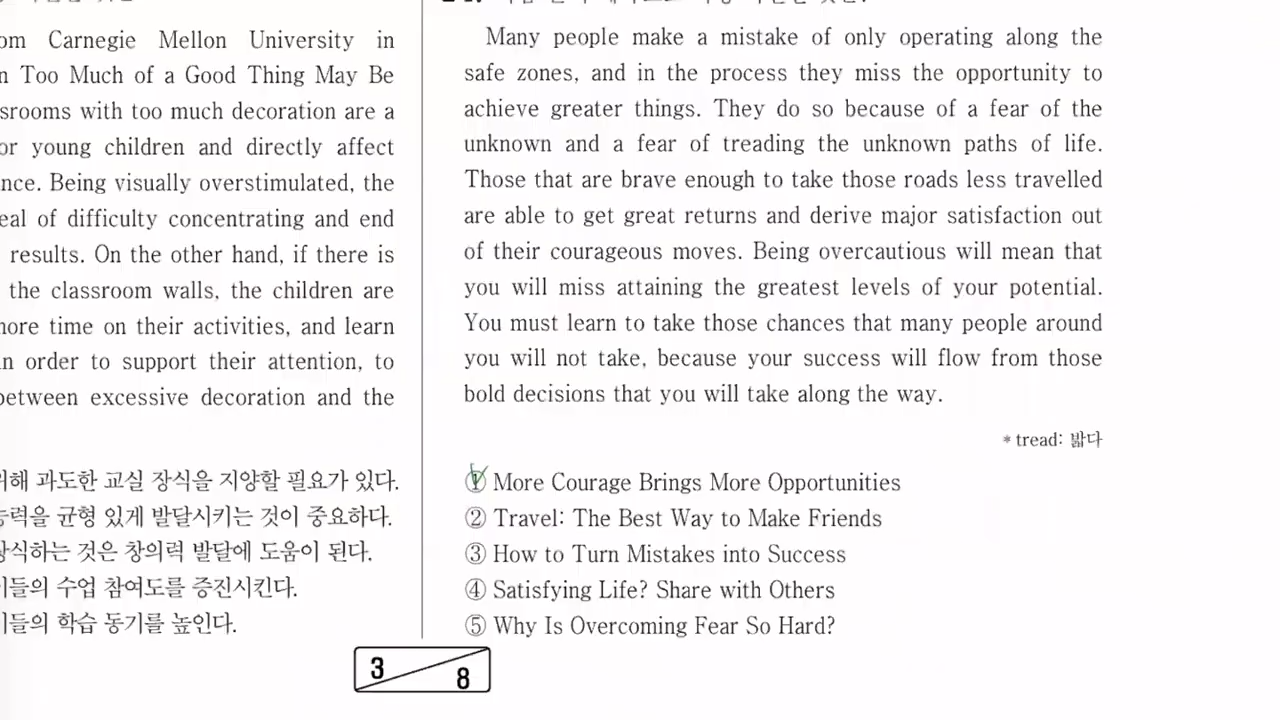 om Carnegie Mellon University in
n Too Much of a Good Thing May Be
srooms with too much decoration are a
or young children and directly affect
nce. Being visually overstimulated, the
eal of difficulty concentrating and end
results. On the other hand, if there is
the classroom walls, the children are
nore time on their activities, and learn
n order to support their attention, to
between excessive decoration and the
위해 과도한 교실 장식을 지양할 필요가 있다.
능력을 균형 있게 발달시키는 것이 중요하다.
장식하는 것은 창의력 발달에 도움이 된다.
이들의 수업 참여도를 증진시킨다.
이들의 학습 동기를 높인다.
Many people make a mistake of only operating along the
safe zones, and in the process they miss the opportunity to
achieve greater things. They do so because of a fear of the
unknown and a fear of treading the unknown paths of life.
Those that are brave enough to take those roads less travelled
are able to get great returns and derive major satisfaction out
of their courageous moves. Being overcautious will mean that
you will miss attaining the greatest levels of your potential.
You must learn to take those chances that many people around
you will not take, because your success will flow from those
bold decisions that you will take along the way.
* tread: 밟다
① More Courage Brings More Opportunities
② Travel: The Best Way to Make Friends
③ How to Turn Mistakes into Success
④ Satisfying Life? Share with Others
⑤ Why Is Overcoming Fear So Hard?
3 8